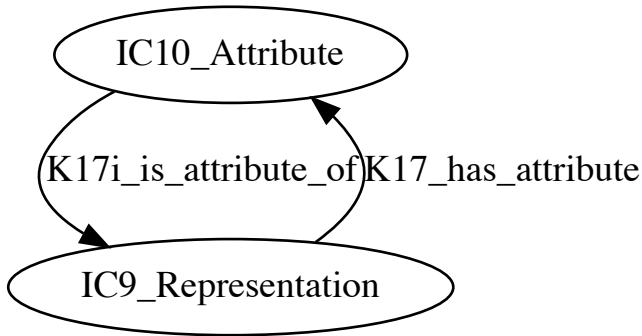 IC10_Attribute
K17i_is_attribute_of
K17_has_attribute
IC9_Representation